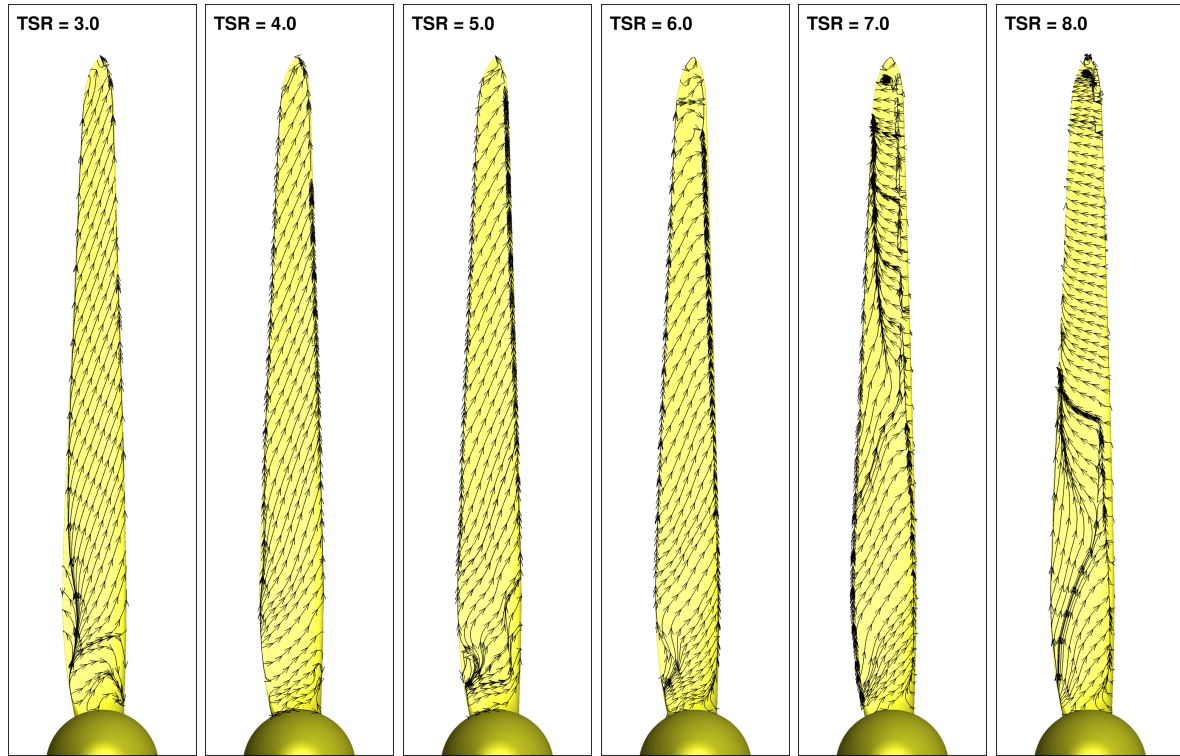 TSR = 3.0
TSR = 4.0
TSR = 5.0
TSR = 6.0
TSR = 7.0
TSR = 8.0